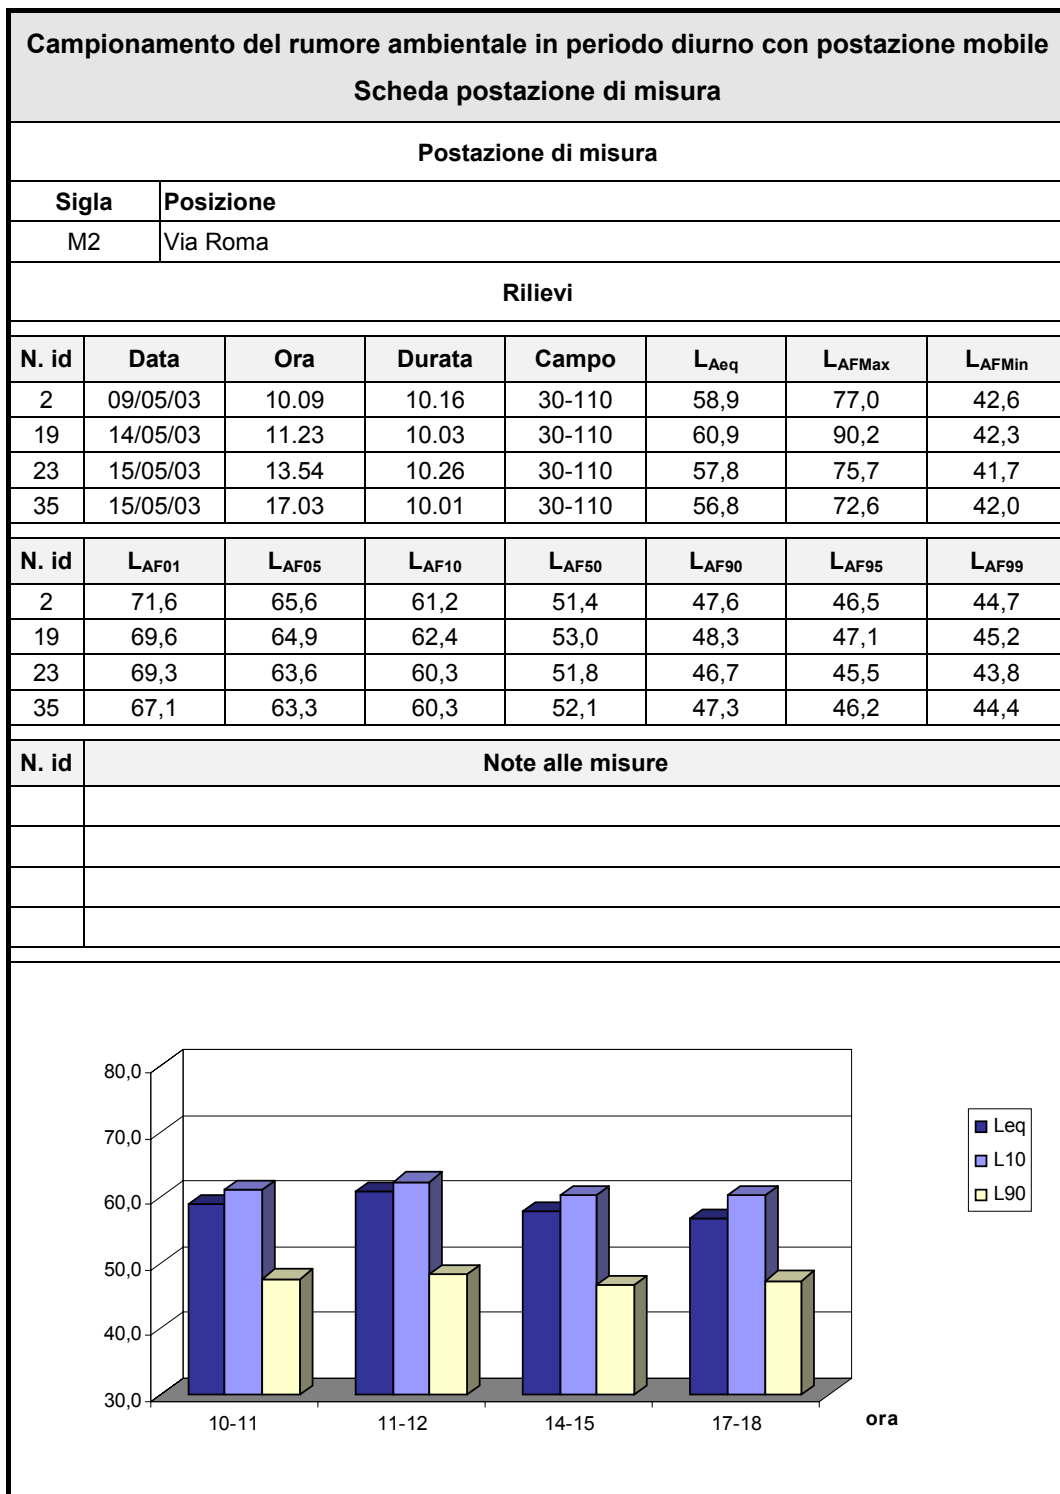 Campionamento del rumore ambientale in periodo diurno con postazione mobile
Scheda postazione di misura
Postazione di misura
Sigla Posizione
M2 Via Roma
Rilievi
N. id Data Ora Durata Campo LAeq LAFMax LAFMin
2 09/05/03 10.09 10.16 30-110 58,9 77,0 42,6
19 14/05/03 11.23 10.03 30-110 60,9 90,2 42,3
23 15/05/03 13.54 10.26 30-110 57,8 75,7 41,7
35 15/05/03 17.03 10.01 30-110 56,8 72,6 42,0
N. id LAF01 LAF05 LAF10 LAF50 LAF90 LAF95 LAF99
2 71,6 65,6 61,2 51,4 47,6 46,5 44,7
19 69,6 64,9 62,4 53,0 48,3 47,1 45,2
23 69,3 63,6 60,3 51,8 46,7 45,5 43,8
35 67,1 63,3 60,3 52,1 47,3 46,2 44,4
N. id Note alle misure
80,0
70,0
60,0
50,0
40,0
30,0
10-11 11-12 14-15 17-18 ora
Leq
L10
L90